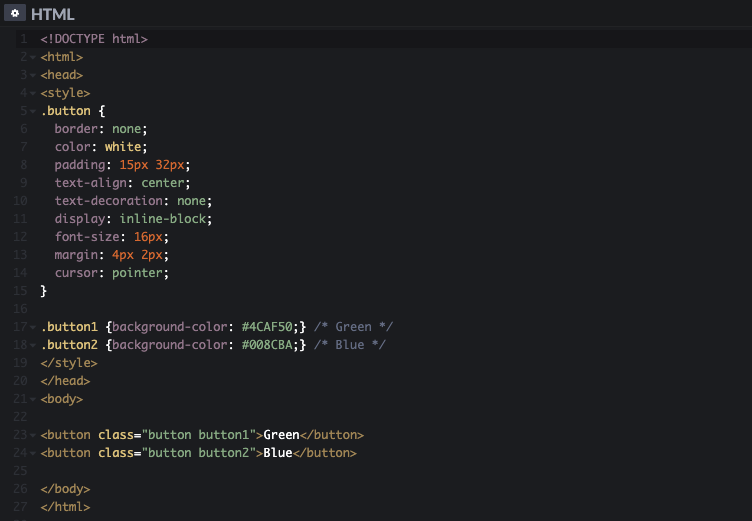 HTML
1 <!DOCTYPE html>
2 <html>
3 <head>
4 <style>
5 .button {
6   border: none;
7   color: white;
8   padding: 15px 32px;
9   text-align: center;
10   text-decoration: none;
11   display: inline-block;
12   font-size: 16px;
13   margin: 4px 2px;
14   cursor: pointer;
15 }
16
17 .button1 {background-color: #4CAF50;} /* Green */
18 .button2 {background-color: #008CBA;} /* Blue */
19 </style>
20 </head>
21 <body>
22
23 <button class="button button1">Green</button>
24 <button class="button button2">Blue</button>
25
26 </body>
27 </html>